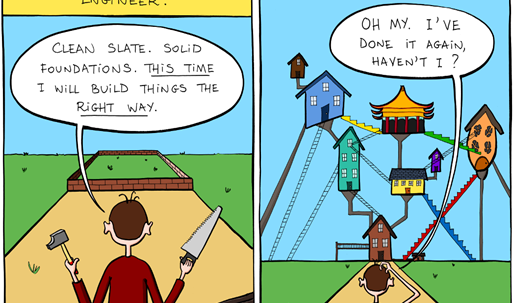 ENGINEER.
CLEAN SLATE. SOLID
FOUNDATIONS. THIS TIME
I WILL BUILD THINGS THE
RIGHT WAY.
OH MY. I'VE
DONE IT AGAIN,
HAVEN'T I?